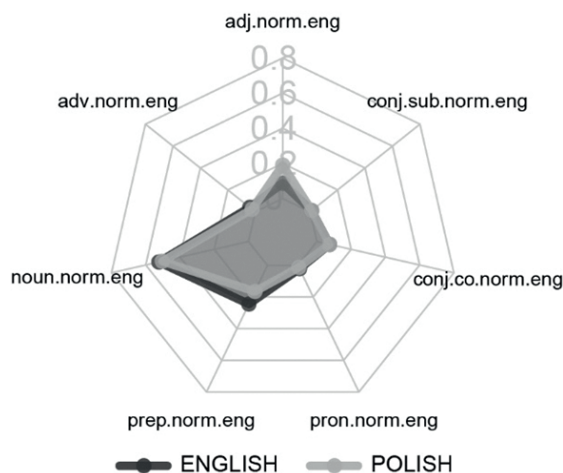 adj.norm.eng
0.8
adv.norm.eng
conj.sub.norm.eng
0.6
0.4
0.2
0
noun.norm.eng
conj.co.norm.eng
prep.norm.eng
pron.norm.eng
ENGLISH
POLISH